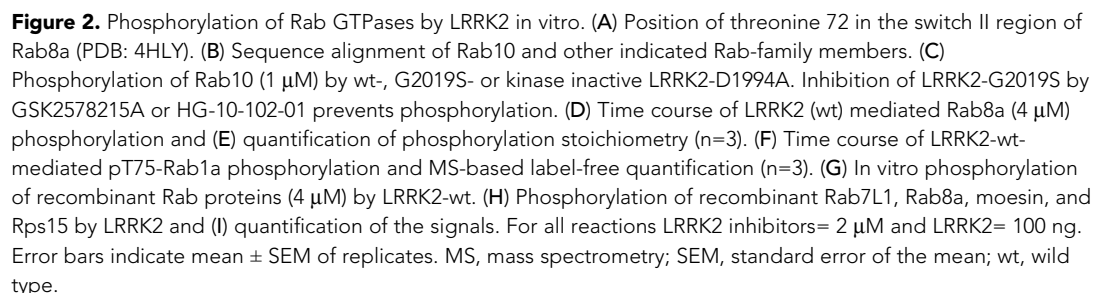 Figure 2. Phosphorylation of Rab GTPases by LRRK2 in vitro. (A) Position of threonine 72 in the switch II region of
Rab8a (PDB: 4HLY). (B) Sequence alignment of Rab10 and other indicated Rab-family members. (C)
Phosphorylation of Rab10 (1 μM) by wt-, G2019S- or kinase inactive LRRK2-D1994A. Inhibition of LRRK2-G2019S by
GSK2578215A or HG-10-102-01 prevents phosphorylation. (D) Time course of LRRK2 (wt) mediated Rab8a (4 μM)
phosphorylation and (E) quantification of phosphorylation stoichiometry (n=3). (F) Time course of LRRK2-wt-
mediated pT75-Rab1a phosphorylation and MS-based label-free quantification (n=3). (G) In vitro phosphorylation
of recombinant Rab proteins (4 μM) by LRRK2-wt. (H) Phosphorylation of recombinant Rab7L1, Rab8a, moesin, and
Rps15 by LRRK2 and (I) quantification of the signals. For all reactions LRRK2 inhibitors= 2 μM and LRRK2= 100 ng.
Error bars indicate mean ± SEM of replicates. MS, mass spectrometry; SEM, standard error of the mean; wt, wild
type.